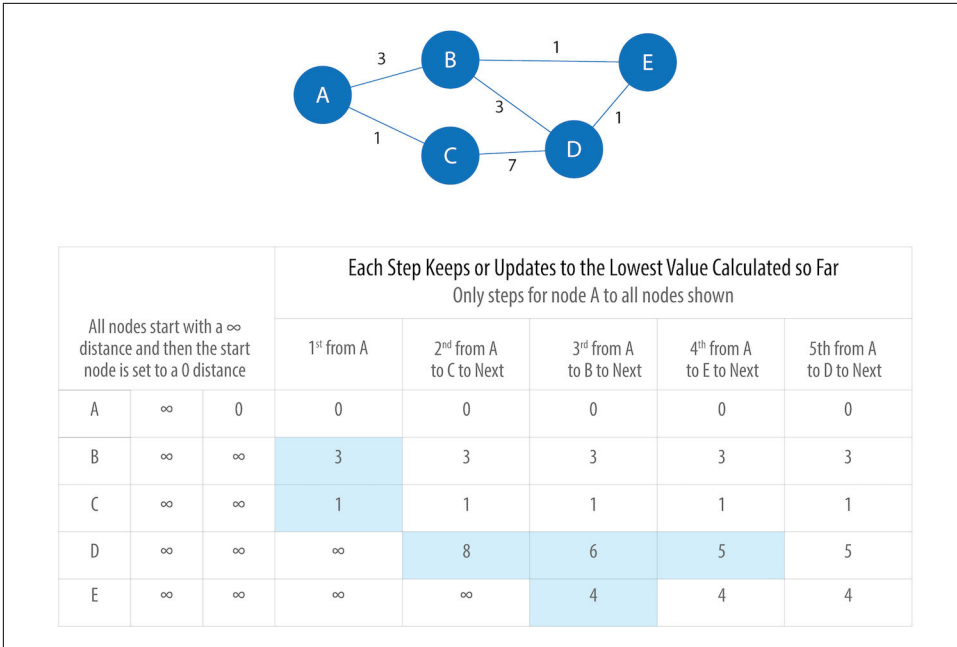 3
B
1
E
A
3
1
1
C
7
D
Each Step Keeps or Updates to the Lowest Value Calculated so Far
Only steps for node A to all nodes shown
All nodes start with a ∞
distance and then the start
node is set to a 0 distance
1st from A
2nd from A
to C to Next
3rd from A
to B to Next
4th from A
to E to Next
5th from A
to D to Next
A ∞ 0 0 0 0 0 0
B ∞ ∞ 3 3 3 3 3
C ∞ ∞ 1 1 1 1 1
D ∞ ∞ ∞ 8 6 5 5
E ∞ ∞ ∞ ∞ 4 4 4